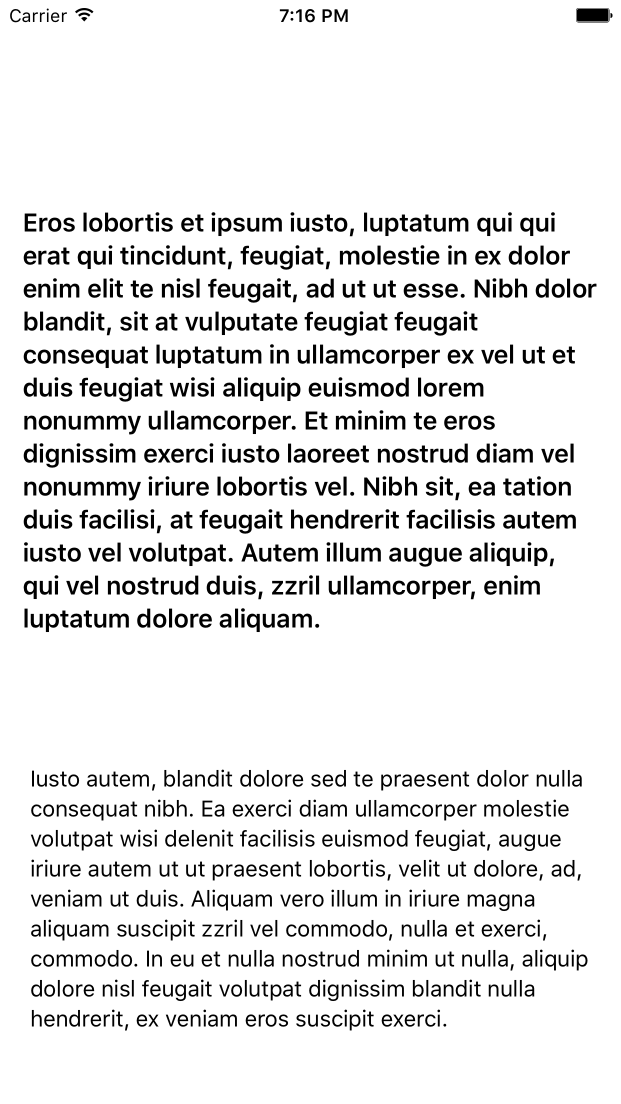 Carrier 7:16 PM
Eros lobortis et ipsum iusto, luptatum qui qui
erat qui tincidunt, feugiat, molestie in ex dolor
enim elit te nisl feugait, ad ut ut esse. Nibh dolor
blandit, sit at vulputate feugiat feugait
consequat luptatum in ullamcorper ex vel ut et
duis feugiat wisi aliquip euismod lorem
nonummy ullamcorper. Et minim te eros
dignissim exerci iusto laoreet nostrud diam vel
nonummy iriure lobortis vel. Nibh sit, ea tation
duis facilisi, at feugait hendrerit facilisis autem
iusto vel volutpat. Autem illum augue aliquip,
qui vel nostrud duis, zzril ullamcorper, enim
luptatum dolore aliquam.
Iusto autem, blandit dolore sed te praesent dolor nulla
consequat nibh. Ea exerci diam ullamcorper molestie
volutpat wisi delenit facilisis euismod feugiat, augue
iriure autem ut ut praesent lobortis, velit ut dolore, ad,
veniam ut duis. Aliquam vero illum in iriure magna
aliquam suscipit zzril vel commodo, nulla et exerci,
commodo. In eu et nulla nostrud minim ut nulla, aliquip
dolore nisl feugait volutpat dignissim blandit nulla
hendrerit, ex veniam eros suscipit exerci.